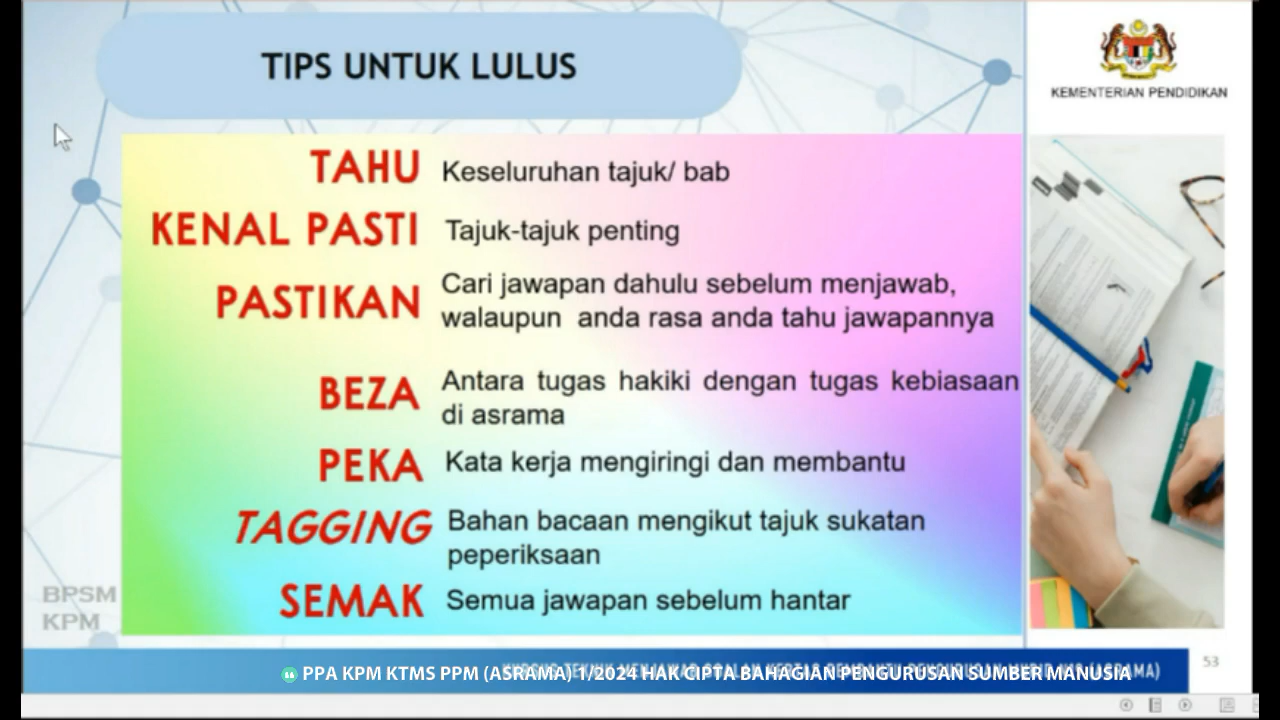 TIPS UNTUK LULUS
KEMENTERIAN PENDIDIKAN
TAHU Keseluruhan tajuk/ bab
KENAL PASTI Tajuk-tajuk penting
PASTIKAN Cari jawapan dahulu sebelum menjawab,
walaupun anda rasa anda tahu jawapannya
BEZA Antara tugas hakiki dengan tugas kebiasaan
di asrama
PEKA Kata kerja mengiringi dan membantu
TAGGING Bahan bacaan mengikut tajuk sukatan
peperiksaan
SEMAK Semua jawapan sebelum hantar
BPSM
KPM
PPA KPM KTMS PPM (ASRAMA) 1/2024 HAK CIPTA BAHAGIAN PENGURUSAN SUMBER MANUSIA
53